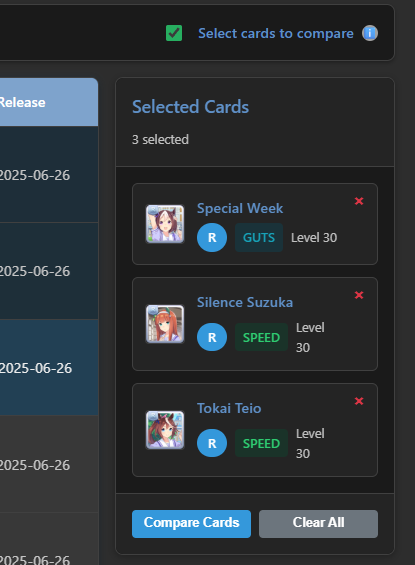 Select cards to compare i
Release
Selected Cards
3 selected
2025-06-26
2025-06-26
2025-06-26
2025-06-26
2025-06-26
Special Week
×
R GUTS Level 30
Silence Suzuka
×
R SPEED Level
30
Tokai Teio
×
R SPEED Level
30
Compare Cards
Clear All